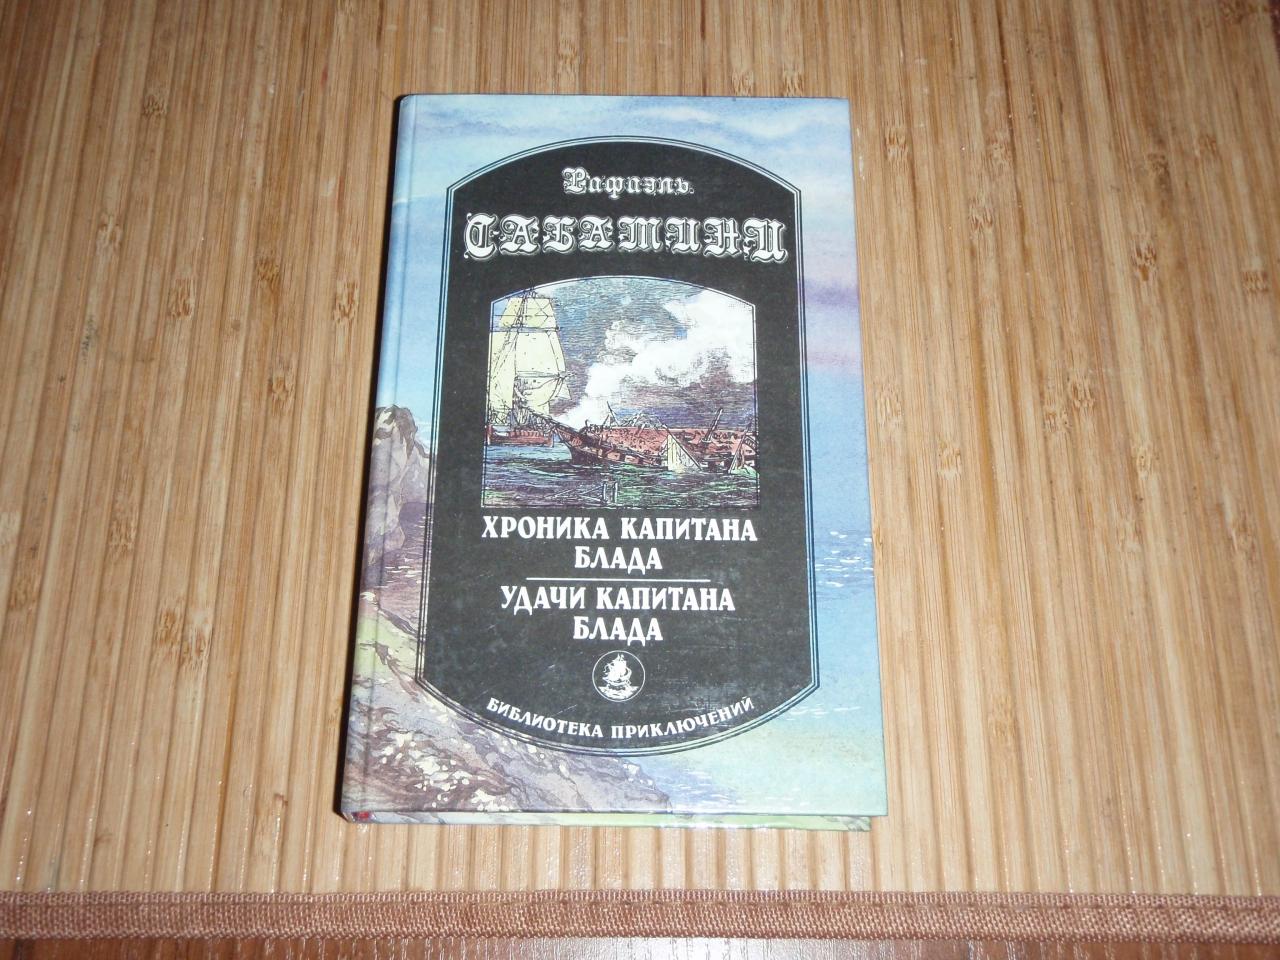 Рафаэль
САБАТИНИ
ХРОНИКА КАПИТАНА
БЛАДА
УДАЧИ КАПИТАНА
БЛАДА
БИБЛИОТЕКА ПРИКЛЮЧЕНИЙ